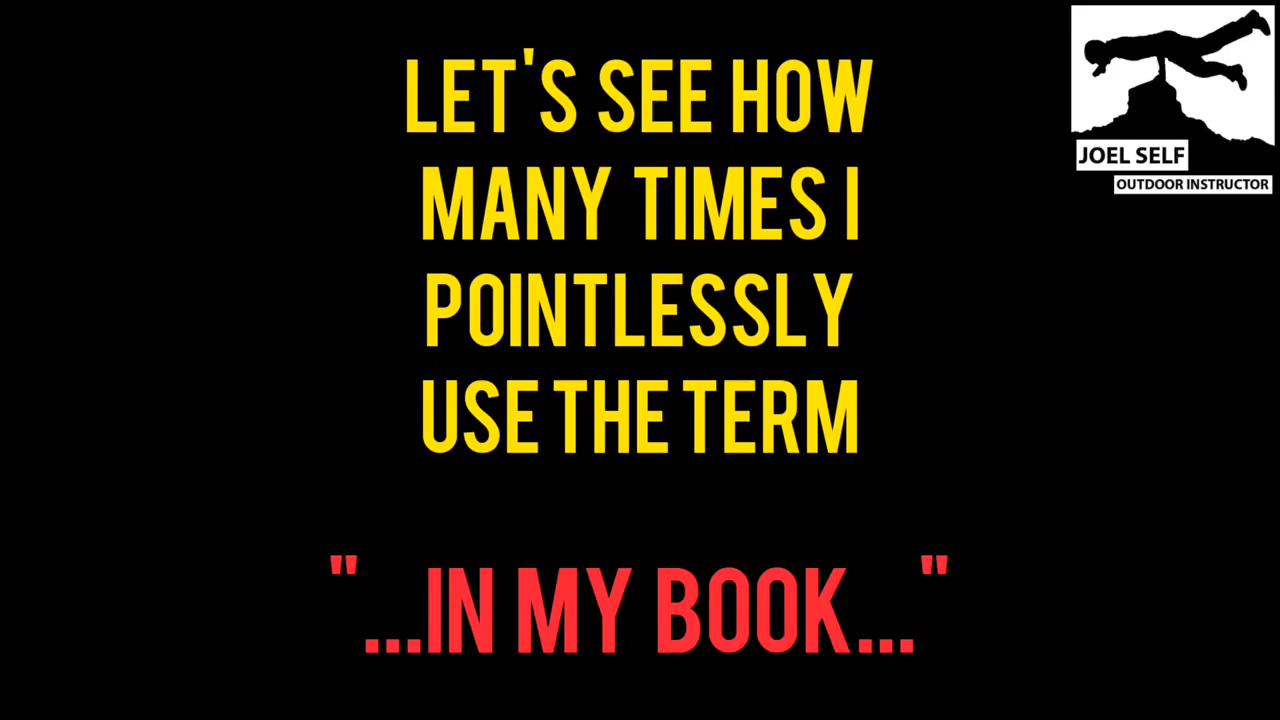 LET'S SEE HOW
MANY TIMES I
POINTLESSLY
USE THE TERM
"...IN MY BOOK..."
JOEL SELF
OUTDOOR INSTRUCTOR